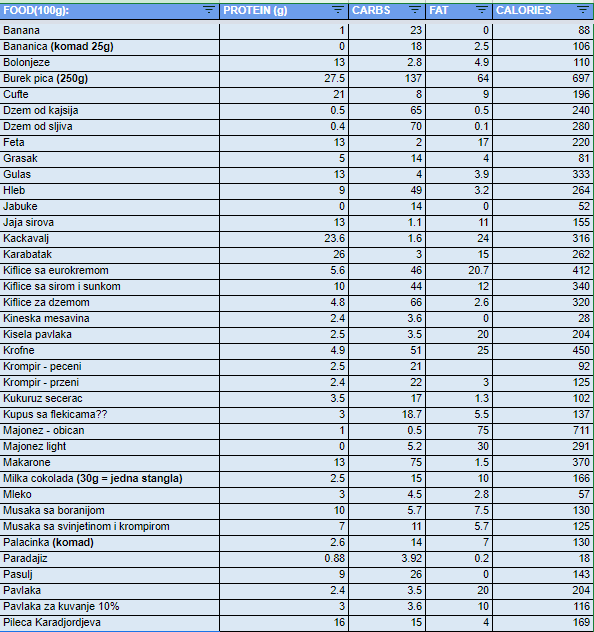 FOOD(100g): PROTEIN (g) CARBS FAT CALORIES
Banana 1 23 0 88
Bananica (komad 25g) 0 18 2.5 106
Bolonjeze 13 2.8 4.9 110
Burek pica (250g) 27.5 137 64 697
Cufte 21 8 9 196
Dzem od kajsija 0.5 65 0.5 240
Dzem od sljiva 0.4 70 0.1 280
Feta 13 2 17 220
Grasak 5 14 4 81
Gulas 13 4 3.9 333
Hleb 9 49 3.2 264
Jabuke 0 14 0 52
Jaja sirova 13 1.1 11 155
Kackavalj 23.6 1.6 24 316
Karabatak 26 3 15 262
Kiflice sa eurokremom 5.6 46 20.7 412
Kiflice sa sirom i sunkom 10 44 12 340
Kiflice za dzemom 4.8 66 2.6 320
Kineska mesavina 2.4 3.6 0 28
Kisela pavlaka 2.5 3.5 20 204
Krofne 4.9 51 25 450
Krompir - peceni 2.5 21 92
Krompir - przeni 2.4 22 3 125
Kukuruz secerac 3.5 17 1.3 102
Kupus sa flekicama?? 3 18.7 5.5 137
Majonez - obican 1 0.5 75 711
Majonez light 0 5.2 30 291
Makarone 13 75 1.5 370
Milka cokolada (30g = jedna stangla) 2.5 15 10 166
Mleko 3 4.5 2.8 57
Musaka sa boranijom 10 5.7 7.5 130
Musaka sa svinjetinom i krompirom 7 11 5.7 125
Palacinka (komad) 2.6 14 7 130
Paradajiz 0.88 3.92 0.2 18
Pasulj 9 26 0 143
Pavlaka 2.4 3.5 20 204
Pavlaka za kuvanje 10% 3 3.6 10 116
Pileca Karadjordjeva 16 15 4 169